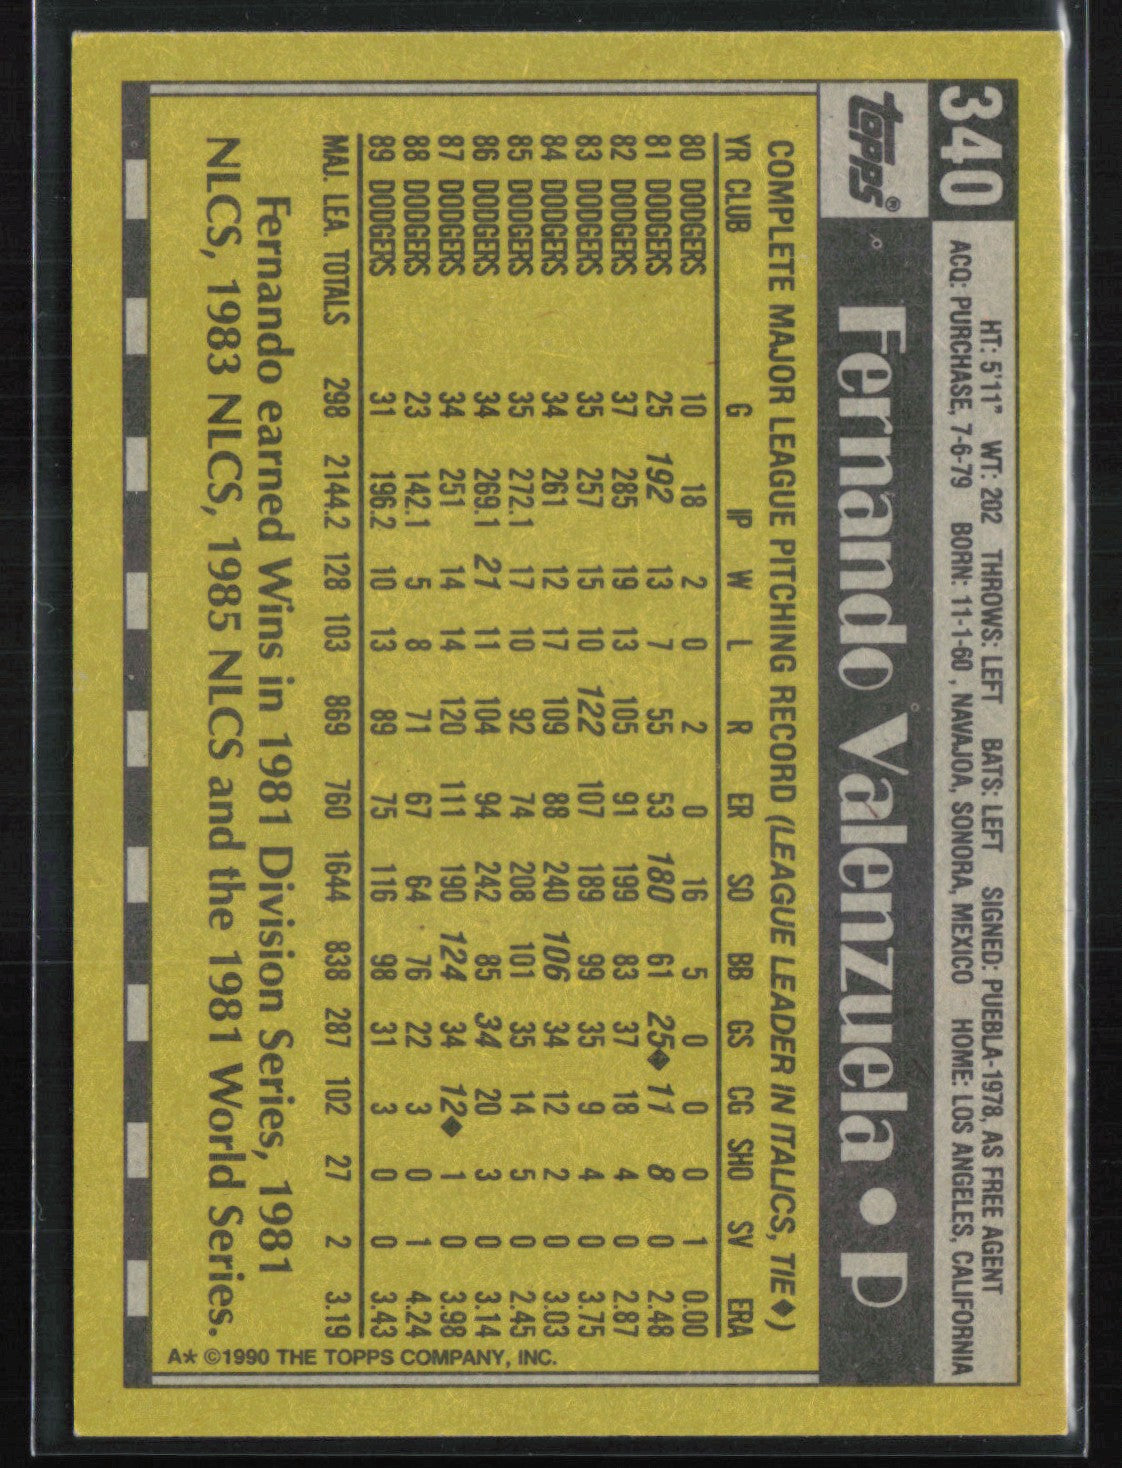 340
HT: 5'11" WT: 202 THROWS: LEFT BATS: LEFT SIGNED: PUEBLA-1978, AS FREE AGENT
ACQ: PURCHASE, 7-6-79 BORN: 11-1-60, NAVAJOA, SONORA, MEXICO HOME: LOS ANGELES, CALIFORNIA
TOPPS® Fernando Valenzuela • P
COMPLETE MAJOR LEAGUE PITCHING RECORD (LEAGUE LEADER IN ITALICS, TIE♦)
YR CLUB G IP W L R ER SO BB GS CG SHO SV ERA
80 DODGERS 10 18 2 0 2 0 16 5 0 0 0 1 0.00
81 DODGERS 25 192 13 7 55 53 180 61 25♦ 11 8 0 2.48
82 DODGERS 37 285 19 13 105 91 199 83 37 18 4 0 2.87
83 DODGERS 35 257 15 10 122 107 189 99 35 9 4 0 3.75
84 DODGERS 34 261 12 17 109 88 240 106 34 12 2 0 3.03
85 DODGERS 35 272.1 17 10 92 74 208 101 35 14 5 0 2.45
86 DODGERS 34 269.1 21 11 104 94 242 85 34 20 3 0 3.14
87 DODGERS 34 251 14 14 120 111 190 124 34 12♦ 1 0 3.98
88 DODGERS 23 142.1 5 8 71 67 64 76 22 3 0 1 4.24
89 DODGERS 31 196.2 10 13 89 75 116 98 31 3 0 0 3.43
MAJ. LEA. TOTALS 298 2144.2 128 103 869 760 1644 838 287 102 27 2 3.19
Fernando earned Wins in 1981 Division Series, 1981
NLCS, 1983 NLCS, 1985 NLCS and the 1981 World Series.
A* ©1990 THE TOPPS COMPANY, INC.